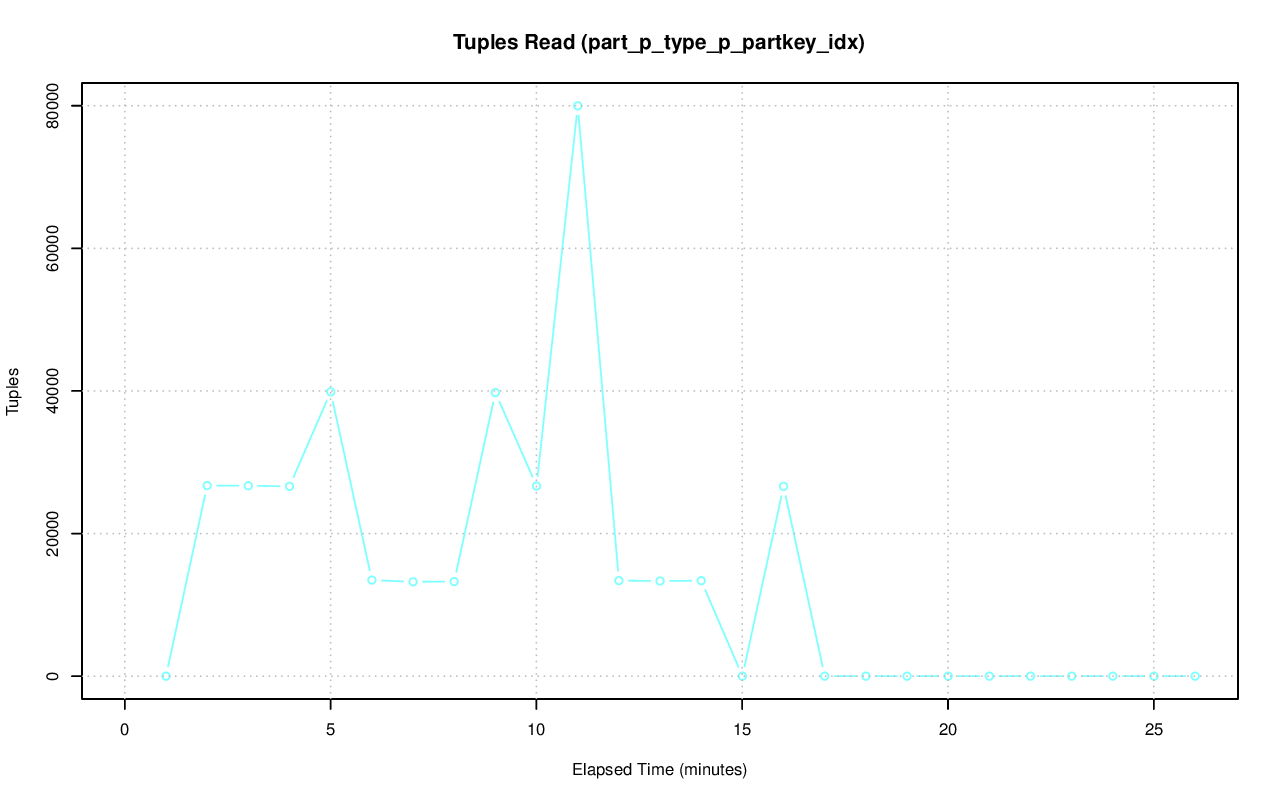 Tuples Read (part_p_type_p_partkey_idx)
80000
60000
40000
20000
0
Tuples
0 5 10 15 20 25
Elapsed Time (minutes)